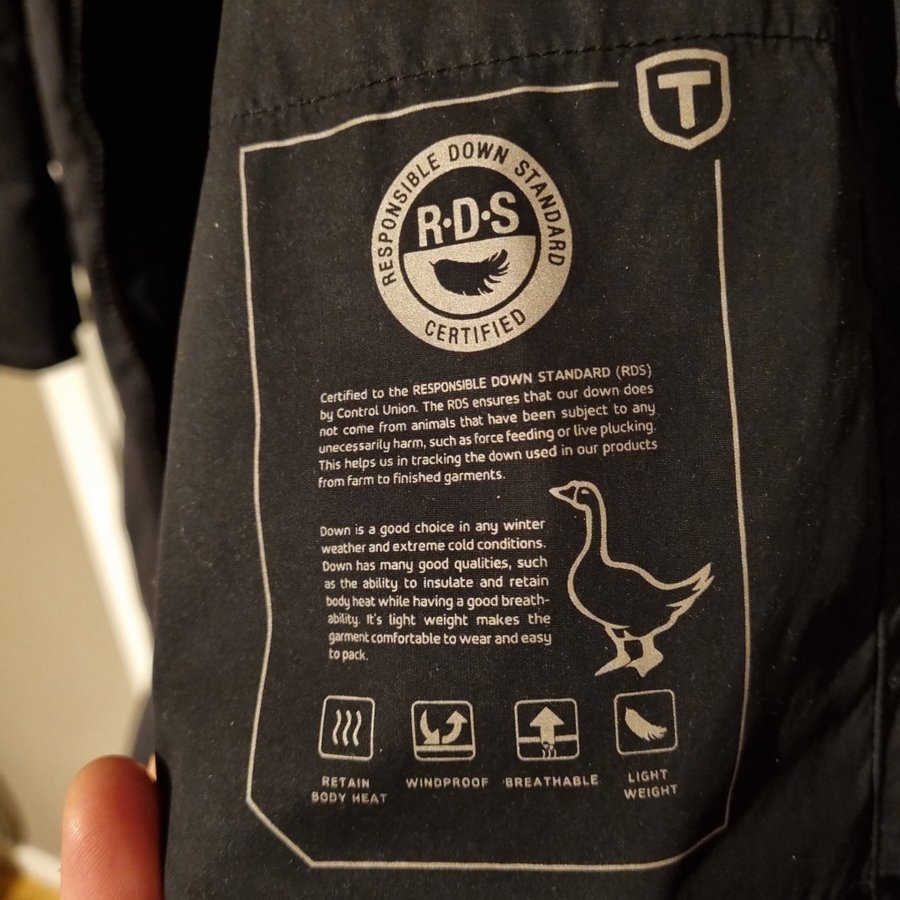 T
RESPONSIBLE DOWN STANDARD
R·D·S
CERTIFIED
Certified to the RESPONSIBLE DOWN STANDARD (RDS)
by Control Union. The RDS ensures that our down does
not come from animals that have been subject to any
unecessarily harm, such as force feeding or live plucking.
This helps us in tracking the down used in our products
from farm to finished garments.
Down is a good choice in any winter
weather and extreme cold conditions.
Down has many good qualities, such
as the ability to insulate and retain
body heat while having a good breath-
ability. It's light weight makes the
garment comfortable to wear and easy
to pack.
RETAIN
BODY HEAT
WINDPROOF
BREATHABLE
LIGHT
WEIGHT